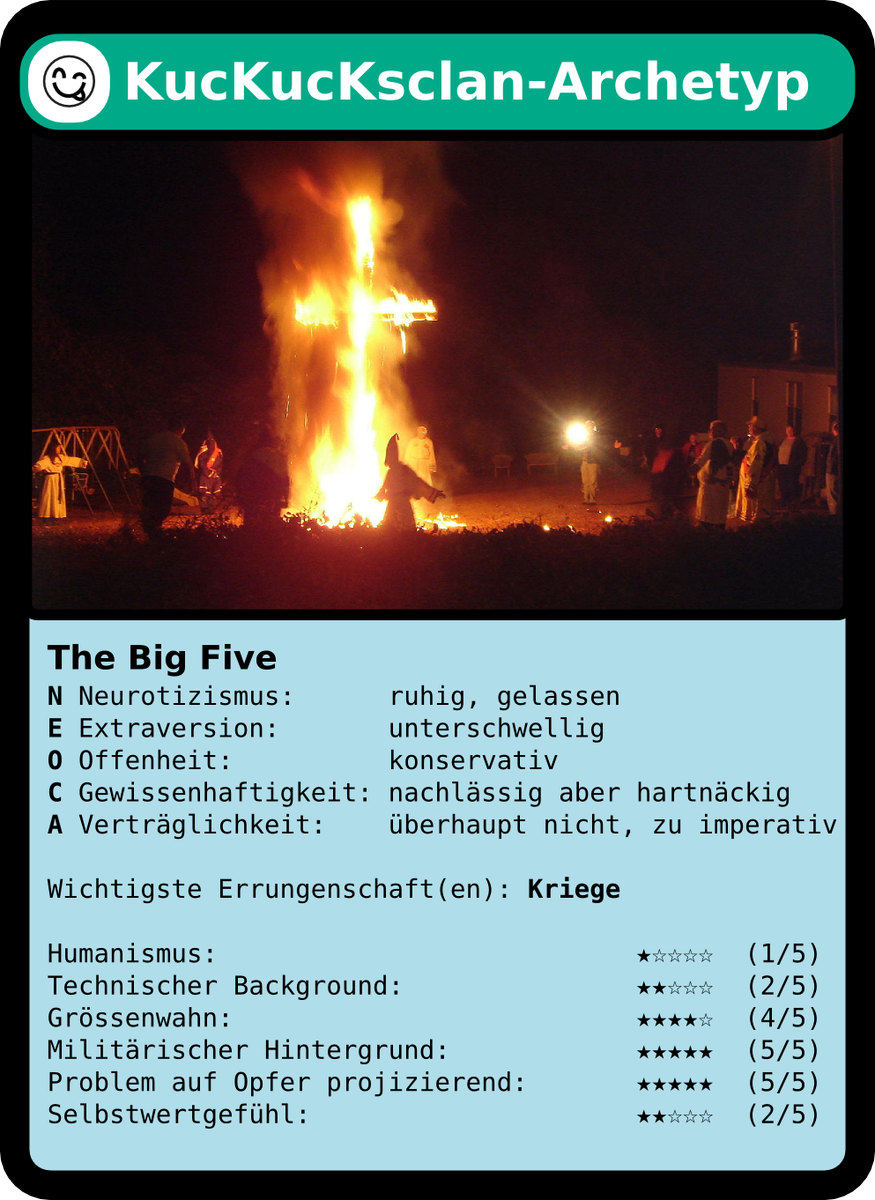 KucKucKsclan-Archetyp
The Big Five
N Neurotizismus: ruhig, gelassen
E Extraversion: unterschwellig
O Offenheit: konservativ
C Gewissenhaftigkeit: nachlässig aber hartnäckig
A Verträglichkeit: überhaupt nicht, zu imperativ
Wichtigste Errungenschaft(en): Kriege
Humanismus: ★☆☆☆☆ (1/5)
Technischer Background: ★★☆☆☆ (2/5)
Grössenwahn: ★★★★☆ (4/5)
Militärischer Hintergrund: ★★★★★ (5/5)
Problem auf Opfer projizierend: ★★★★★ (5/5)
Selbstwertgefühl: ★★☆☆☆ (2/5)